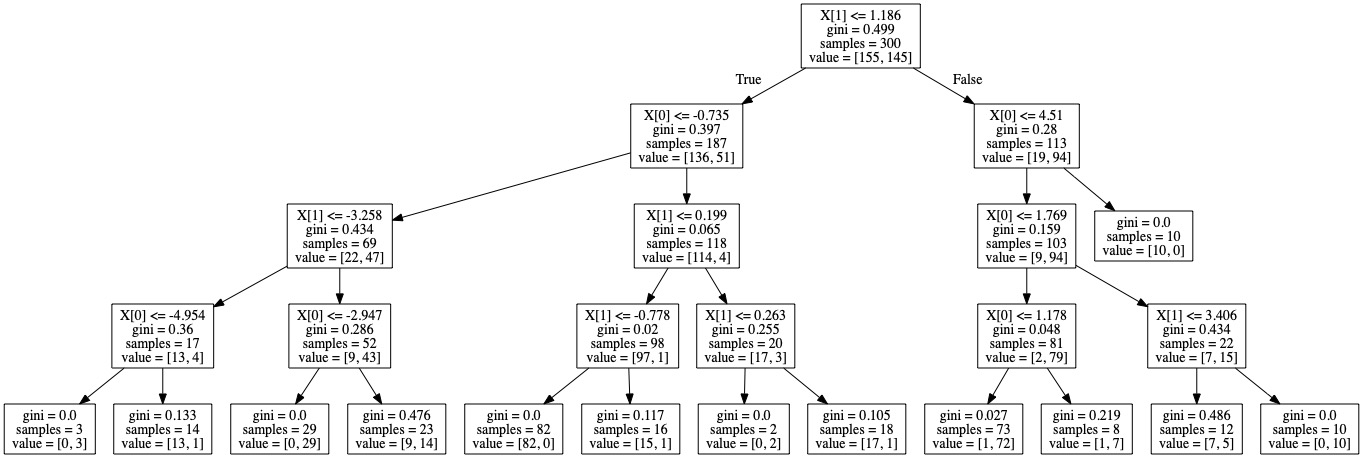 X[1] <= 1.186
gini = 0.499
samples = 300
value = [155, 145]
True
False
X[0] <= -0.735
gini = 0.397
samples = 187
value = [136, 51]
X[0] <= 4.51
gini = 0.28
samples = 113
value = [19, 94]
X[1] <= -3.258
gini = 0.434
samples = 69
value = [22, 47]
X[1] <= 0.199
gini = 0.065
samples = 118
value = [114, 4]
X[0] <= 1.769
gini = 0.159
samples = 103
value = [9, 94]
gini = 0.0
samples = 10
value = [10, 0]
X[0] <= -4.954
gini = 0.36
samples = 17
value = [13, 4]
X[0] <= -2.947
gini = 0.286
samples = 52
value = [9, 43]
X[1] <= -0.778
gini = 0.02
samples = 98
value = [97, 1]
X[1] <= 0.263
gini = 0.255
samples = 20
value = [17, 3]
X[0] <= 1.178
gini = 0.048
samples = 81
value = [2, 79]
X[1] <= 3.406
gini = 0.434
samples = 22
value = [7, 15]
gini = 0.0
samples = 3
value = [0, 3]
gini = 0.133
samples = 14
value = [13, 1]
gini = 0.0
samples = 29
value = [0, 29]
gini = 0.476
samples = 23
value = [9, 14]
gini = 0.0
samples = 82
value = [82, 0]
gini = 0.117
samples = 16
value = [15, 1]
gini = 0.0
samples = 2
value = [0, 2]
gini = 0.105
samples = 18
value = [17, 1]
gini = 0.027
samples = 73
value = [1, 72]
gini = 0.219
samples = 8
value = [1, 7]
gini = 0.486
samples = 12
value = [7, 5]
gini = 0.0
samples = 10
value = [0, 10]